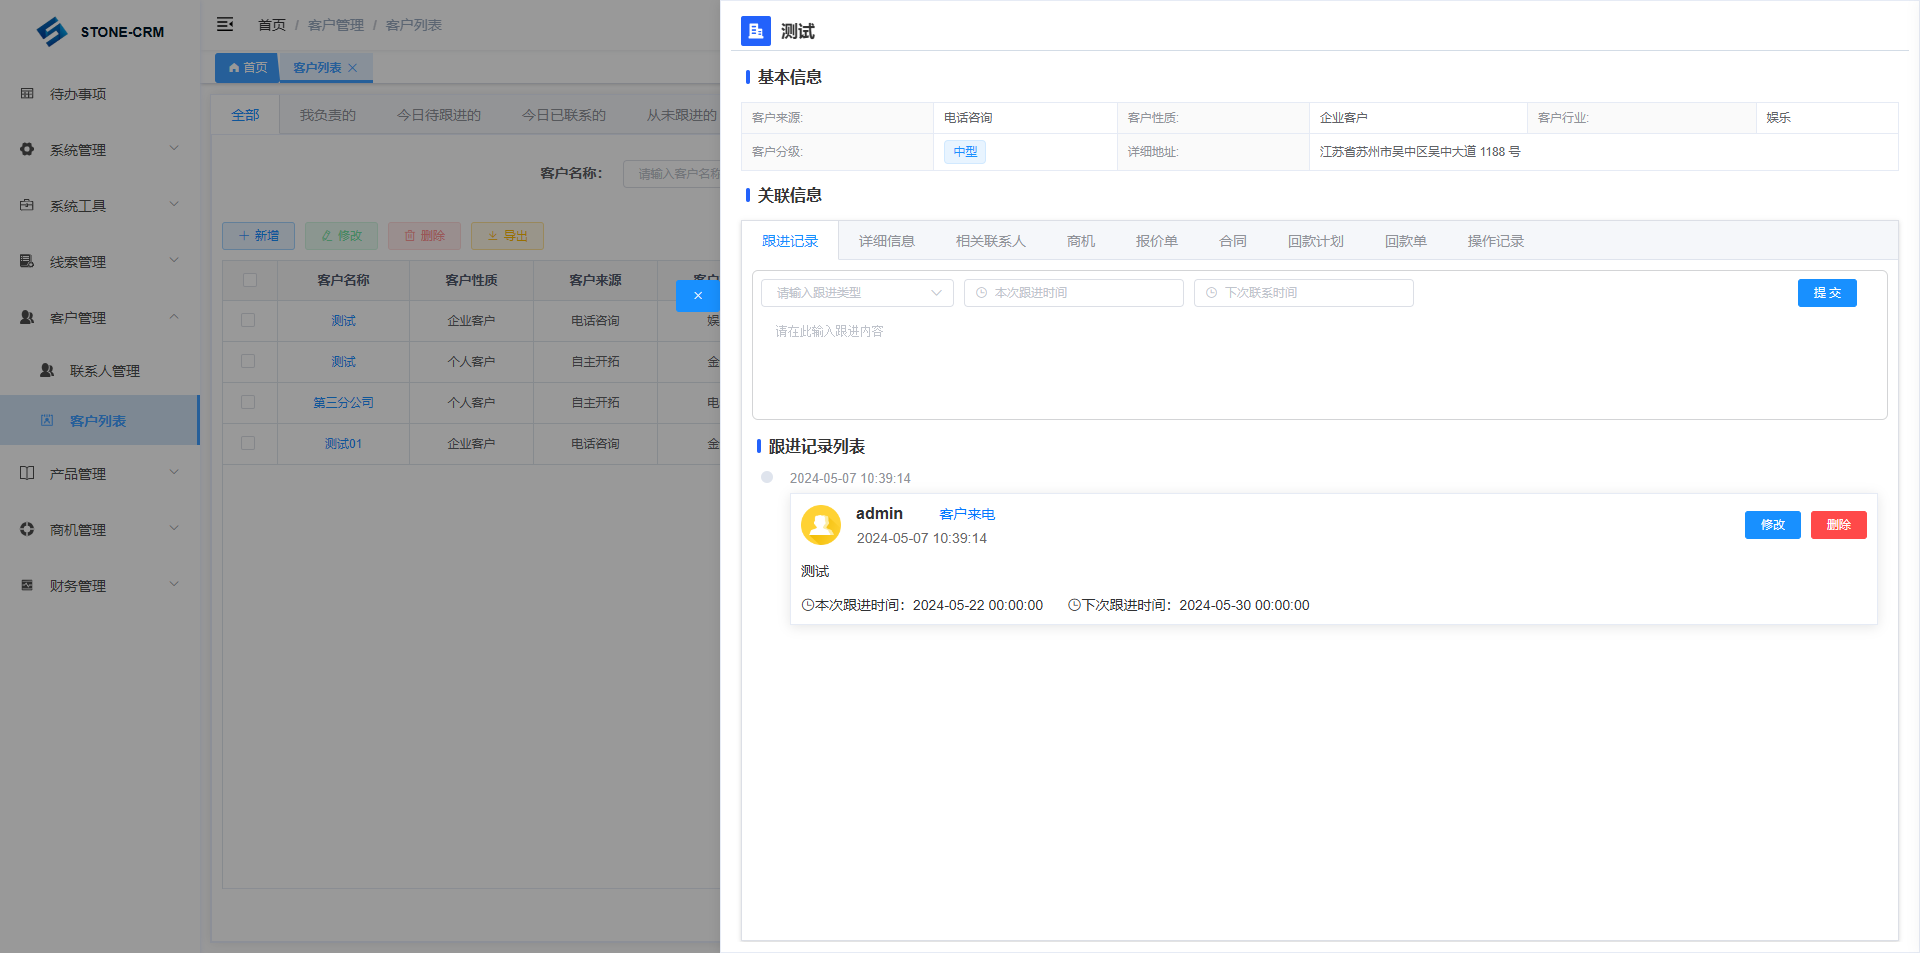 STONE-CRM
待办事项
系统管理
系统工具
线索管理
客户管理
联系人管理
客户列表
产品管理
商机管理
财务管理
首页 / 客户管理 / 客户列表
首页
客户列表
全部 我负责的 今日待跟进的 今日已联系的 从未跟进的
客户名称： 请输入客户名称
新增 修改 删除 导出
客户名称 客户性质 客户来源 客户
测试 企业客户 电话咨询 娱
测试 个人客户 自主开拓 金
第三分公司 个人客户 自主开拓 电
测试01 企业客户 电话咨询 金
测试
基本信息
客户来源: 电话咨询 客户性质: 企业客户 客户行业: 娱乐
客户分级: 中型 详细地址: 江苏省苏州市吴中区吴中大道 1188 号
关联信息
跟进记录 详细信息 相关联系人 商机 报价单 合同 回款计划 回款单 操作记录
请输入跟进类型 本次跟进时间 下次联系时间 提交
请在此输入跟进内容
跟进记录列表
2024-05-07 10:39:14
admin 客户来电
2024-05-07 10:39:14
修改 删除
测试
本次跟进时间：2024-05-22 00:00:00 下次跟进时间：2024-05-30 00:00:00